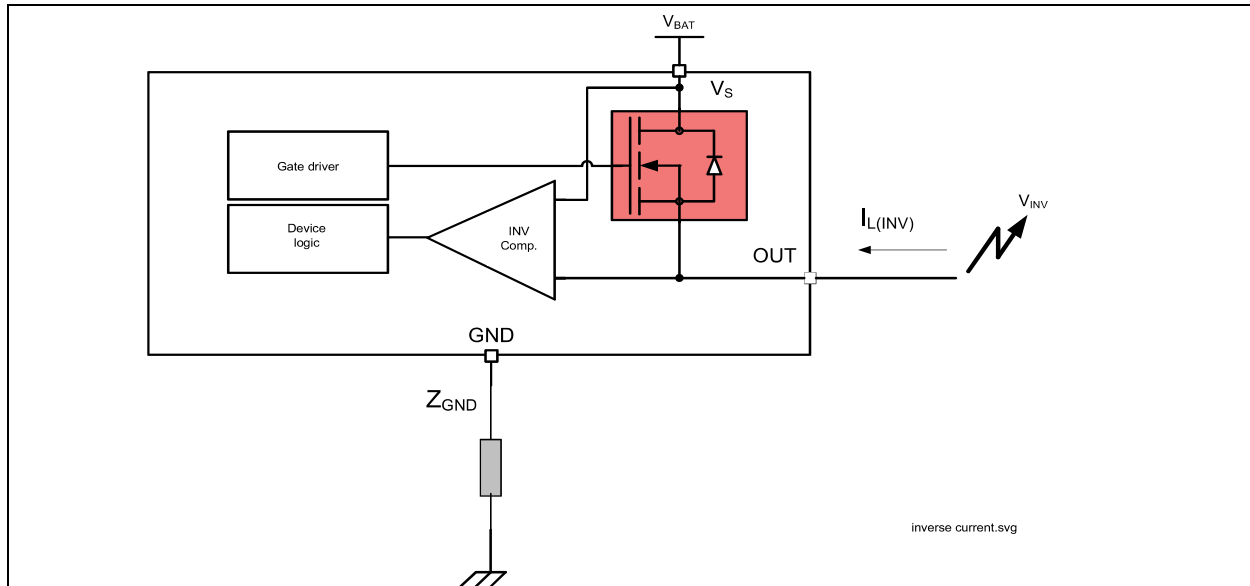 VBAT
VS
Gate driver
Device
logic
INV
Comp.
OUT
IL(INV)
VINV
GND
ZGND
inverse current.svg